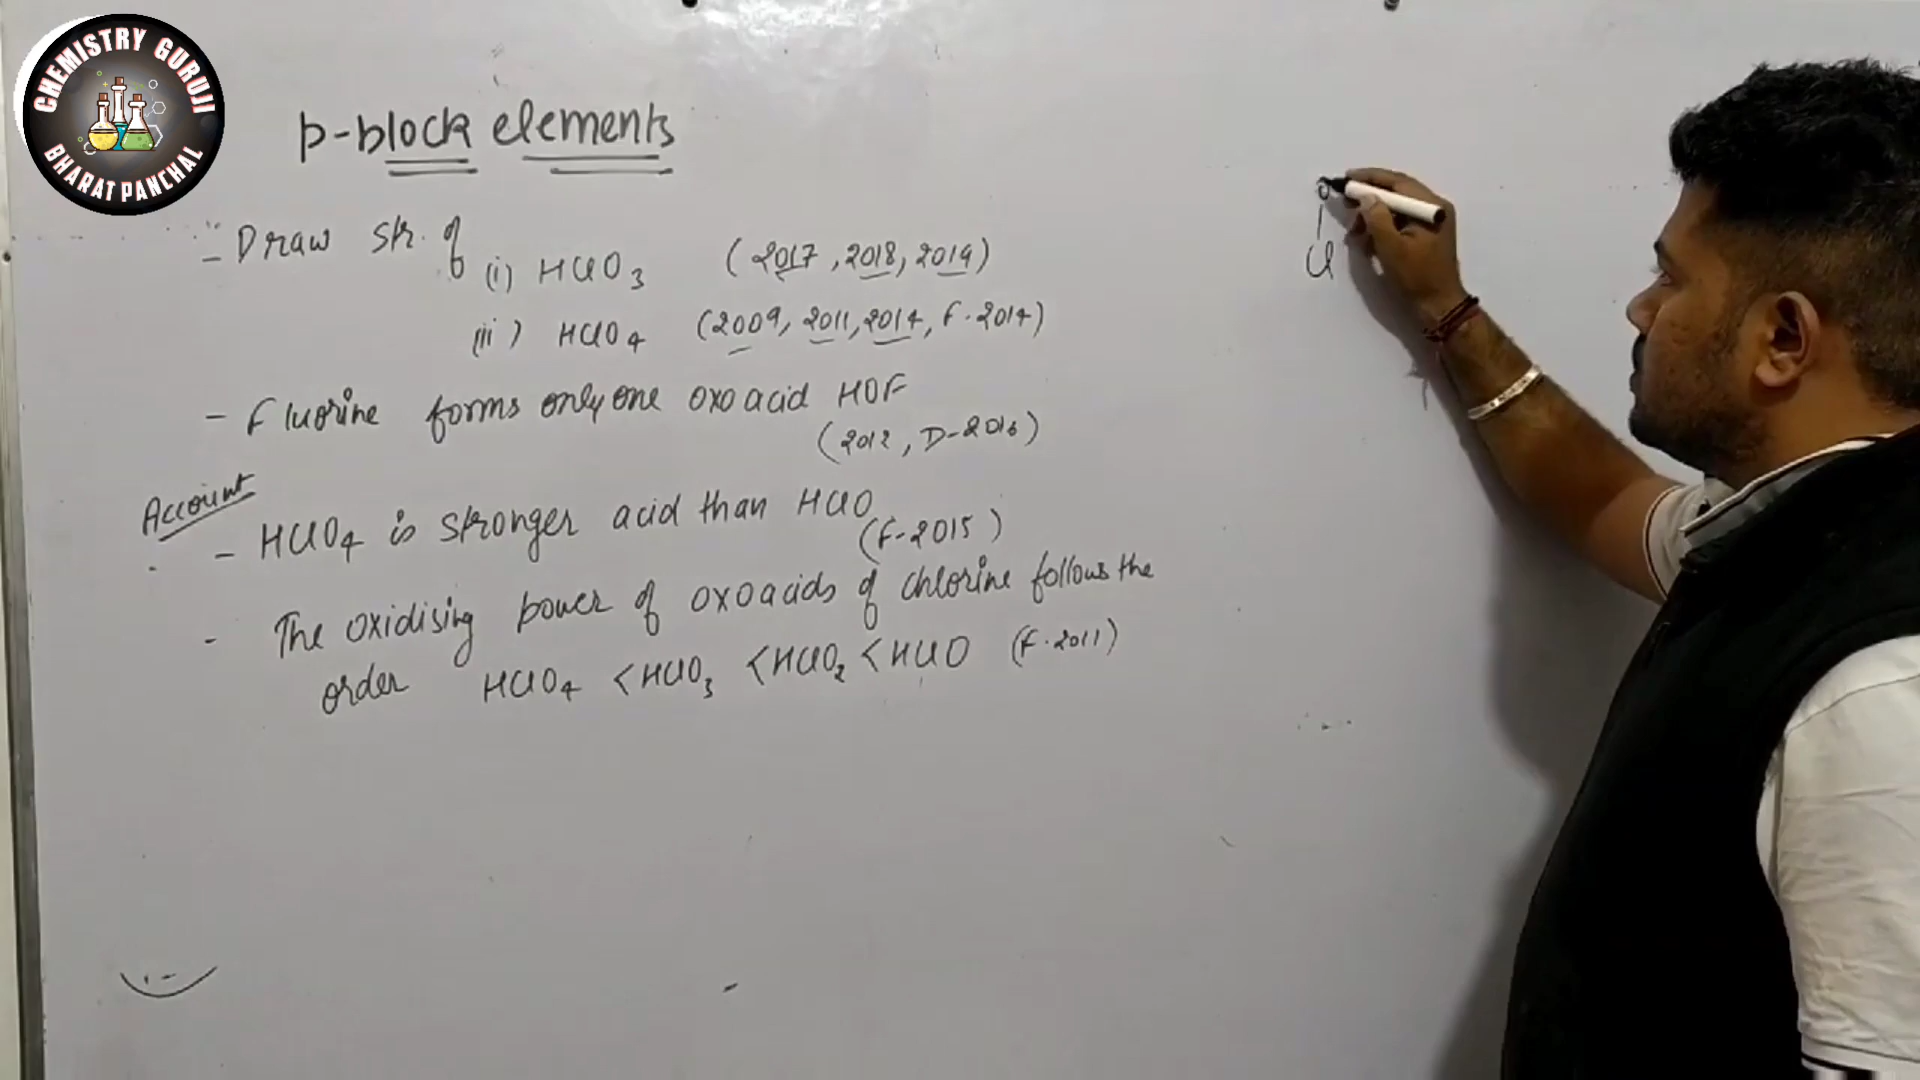 CHEMISTRY GURUJI
BHARAT PANCHAL
p-block elements
- Draw str. of
(i) HClO3 (2017, 2018, 2019)
(ii) HClO4 (2009, 2011, 2014, F-2014)
- Fluorine forms only one oxoacid HOF
(2012, D-2016)
Account
- HClO4 is stronger acid than HClO
(F-2015)
- The oxidising power of oxoacids of chlorine follows the
order HClO4 < HClO3 < HClO2 < HClO (F-2011)
O
Cl